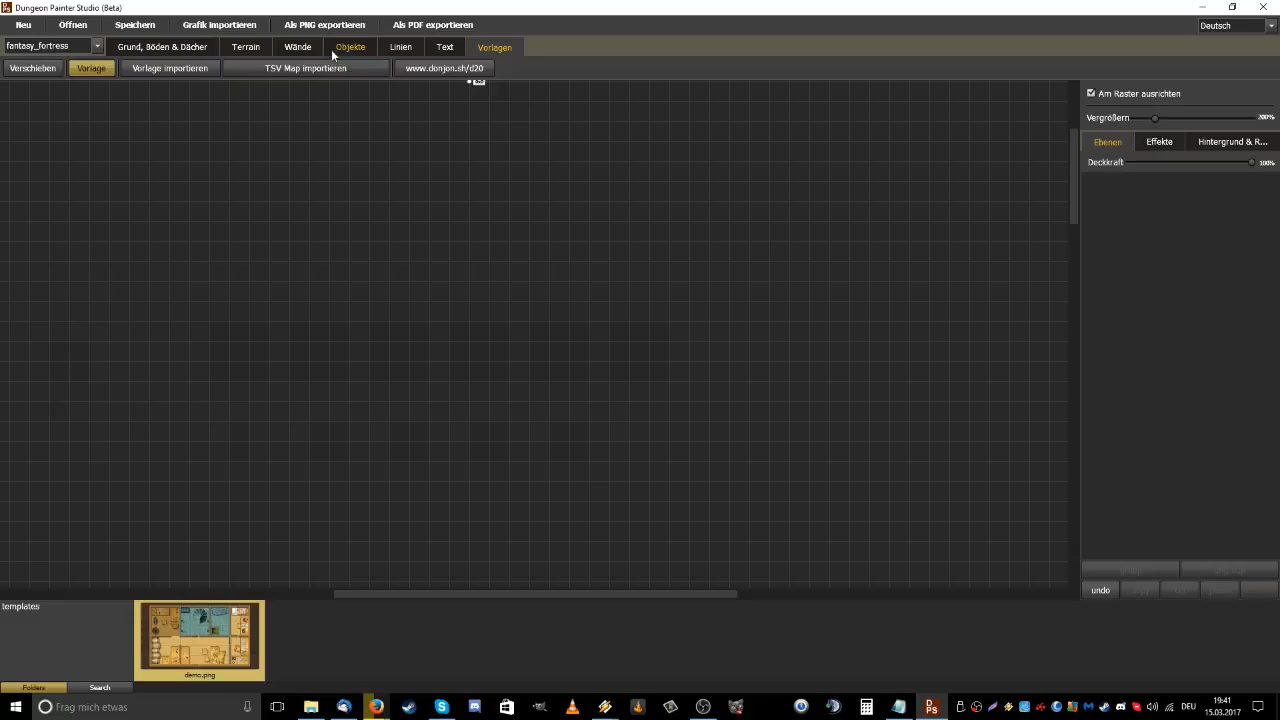 Dungeon Painter Studio (Beta)
Neu Öffnen Speichern Grafik importieren Als PNG exportieren Als PDF exportieren Deutsch
fantasy_fortress Grund, Böden & Dächer Terrain Wände Objekte Linien Text Vorlagen
Verschieben Vorlage Vorlage importieren TSV Map importieren www.donjon.sh/d20
Am Raster ausrichten
Vergrößern 200%
Ebenen Effekte Hintergrund & R...
Deckkraft 100%
undo
templates
demo.png
Folders Search
Frag mich etwas DEU 19:41
15.03.2017